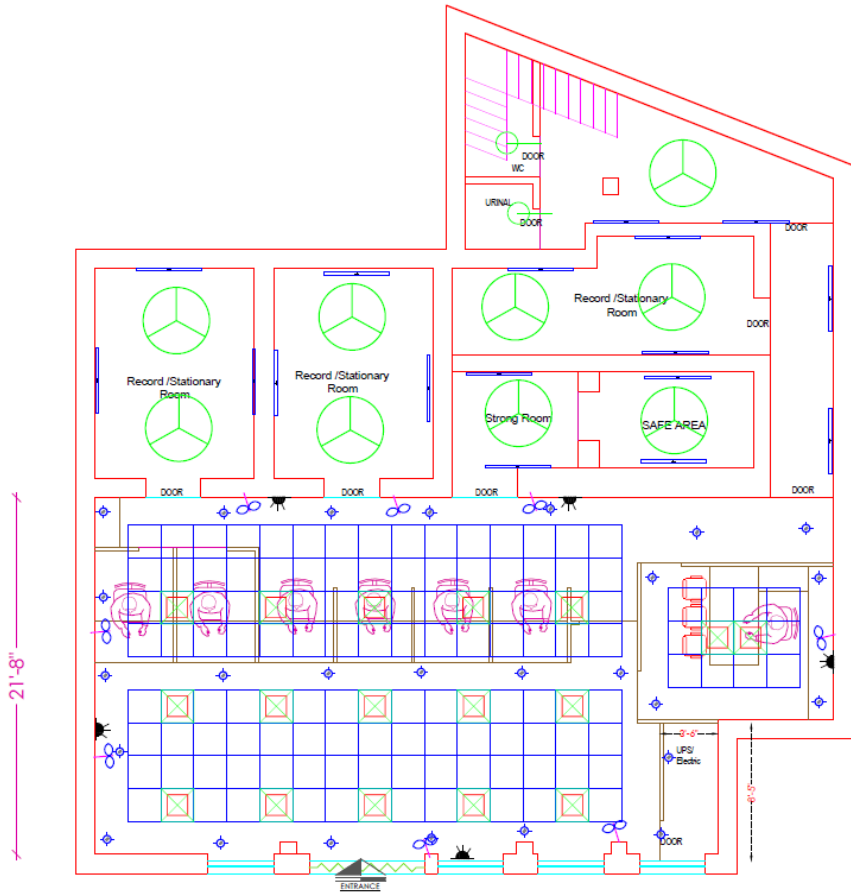 DOOR
WC
URINAL
DOOR
DOOR
Record /Stationary
Room
DOOR
Record /Stationary
Room
Record /Stationary
Room
Strong Room
SAFE AREA
DOOR
DOOR
DOOR
DOOR
21'-8"
3'-6"
UPS/
Electric
8'-5"
DOOR
ENTRANCE